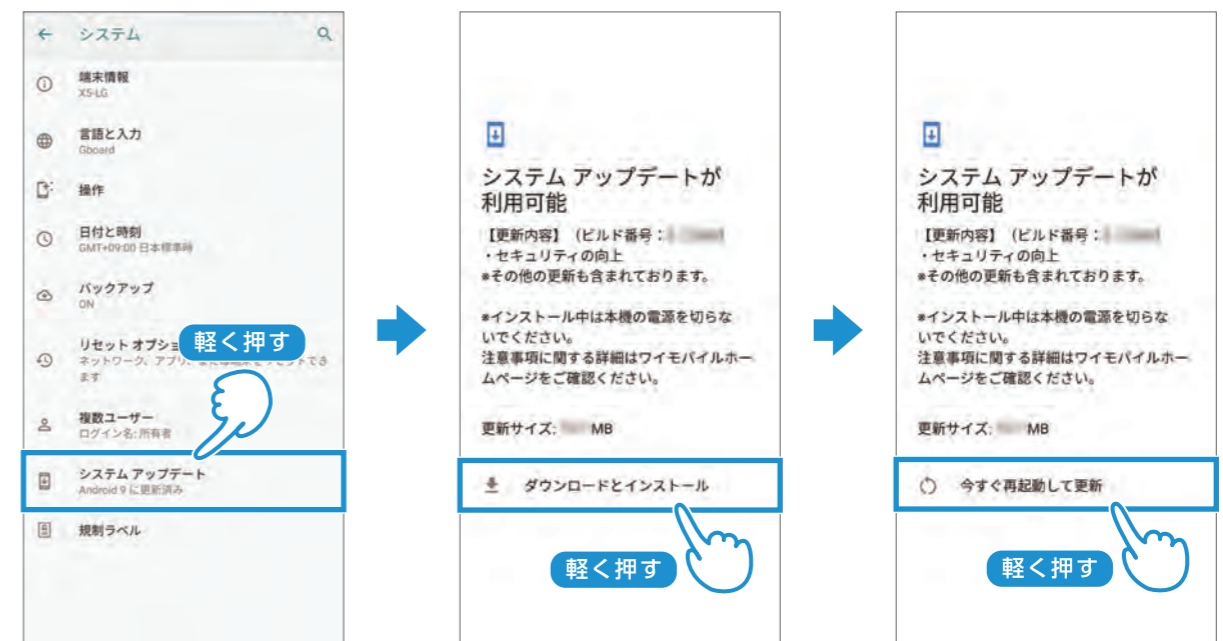 システム
端末情報
X5-LG
言語と入力
Gboard
操作
日付と時刻
GMT+09:00 日本標準時
バックアップ
ON
リセット オプショ
軽く押す
ネットワーク、アプリ、
ットでき
ます
複数ユーザー
ログイン名: 所有者
システム アップデート
Android 9 に更新済み
規制ラベル
システム アップデートが
利用可能
【更新内容】（ビルド番号：
・セキュリティの向上
*その他の更新も含まれております。
*インストール中は本機の電源を切らな
いでください。
注意事項に関する詳細はワイモバイルホー
ムページをご確認ください。
更新サイズ: MB
ダウンロードとインストール
軽く押す
システム アップデートが
利用可能
【更新内容】（ビルド番号：
・セキュリティの向上
*その他の更新も含まれております。
*インストール中は本機の電源を切らな
いでください。
注意事項に関する詳細はワイモバイルホー
ムページをご確認ください。
更新サイズ: MB
今すぐ再起動して更新
軽く押す